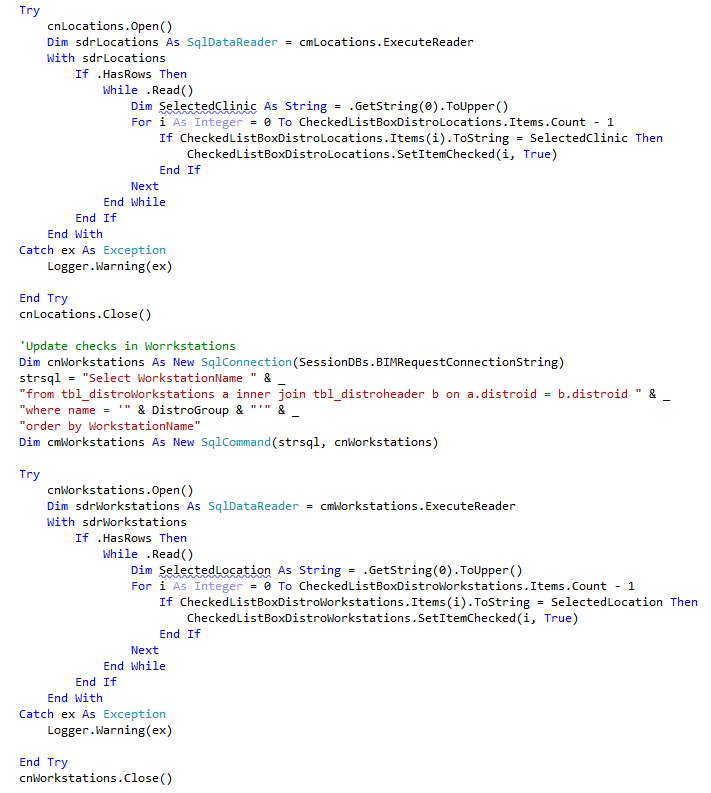 Try
    cnLocations.Open()
    Dim sdrLocations As SqlDataReader = cmLocations.ExecuteReader
    With sdrLocations
        If .HasRows Then
            While .Read()
                Dim SelectedClinic As String = .GetString(0).ToUpper()
                For i As Integer = 0 To CheckedListBoxDistroLocations.Items.Count - 1
                    If CheckedListBoxDistroLocations.Items(i).ToString = SelectedClinic Then
                        CheckedListBoxDistroLocations.SetItemChecked(i, True)
                    End If
                Next
            End While
        End If
    End With
Catch ex As Exception
    Logger.Warning(ex)

End Try
cnLocations.Close()

'Update checks in Worrkstations
Dim cnWorkstations As New SqlConnection(SessionDBs.BIMRequestConnectionString)
strsql = "Select WorkstationName " & _
"from tbl_distroWorkstations a inner join tbl_distroheader b on a.distroid = b.distroid " & _
"where name = '" & DistroGroup & "'" & _
"order by WorkstationName"
Dim cmWorkstations As New SqlCommand(strsql, cnWorkstations)

Try
    cnWorkstations.Open()
    Dim sdrWorkstations As SqlDataReader = cmWorkstations.ExecuteReader
    With sdrWorkstations
        If .HasRows Then
            While .Read()
                Dim SelectedLocation As String = .GetString(0).ToUpper()
                For i As Integer = 0 To CheckedListBoxDistroWorkstations.Items.Count - 1
                    If CheckedListBoxDistroWorkstations.Items(i).ToString = SelectedLocation Then
                        CheckedListBoxDistroWorkstations.SetItemChecked(i, True)
                    End If
                Next
            End While
        End If
    End With
Catch ex As Exception
    Logger.Warning(ex)

End Try
cnWorkstations.Close()